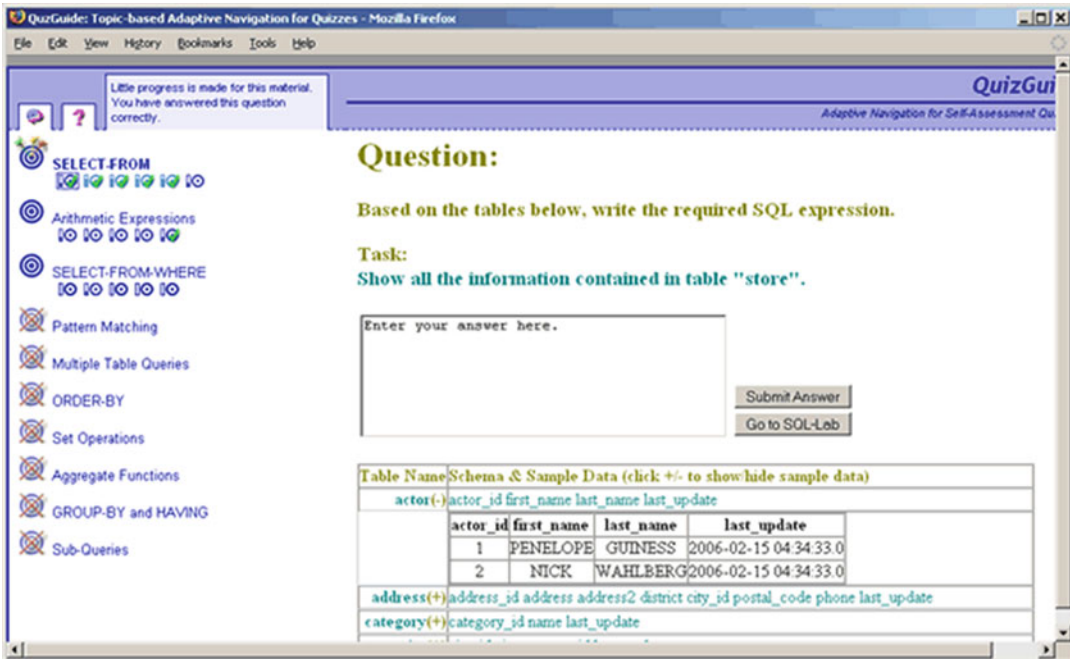 QuzGuide: Topic-based Adaptive Navigation for Quizzes - Mozilla Firefox
File Edit View History Bookmarks Tools Help
Little progress is made for this material.
You have answered this question
correctly.
?
QuizGui
Adaptive Navigation for Self-Assessment Qu
SELECT-FROM
Arithmetic Expressions
SELECT-FROM-WHERE
Pattern Matching
Multiple Table Queries
ORDER-BY
Set Operations
Aggregate Functions
GROUP-BY and HAVING
Sub-Queries
Question:
Based on the tables below, write the required SQL expression.
Task:
Show all the information contained in table "store".
Enter your answer here.
Submit Answer
Go to SQL-Lab
Table Name Schema & Sample Data (click +/- to show/hide sample data)
actor(-) actor_id first_name last_name last_update
actor_id first_name last_name last_update
1 PENELOPE GUINESS 2006-02-15 04:34:33.0
2 NICK WAHLBERG 2006-02-15 04:34:33.0
address(+) address_id address address2 district city_id postal_code phone last_update
category(+) category_id name last_update